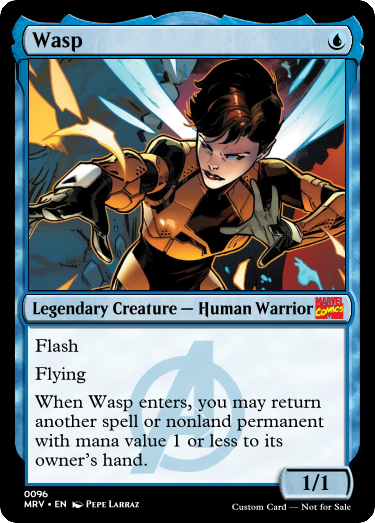 Wasp
Legendary Creature — Human Warrior
MARVEL
COMICS
Flash
Flying
When Wasp enters, you may return
another spell or nonland permanent
with mana value 1 or less to its
owner's hand.
1/1
0096
MRV • EN Pepe Larraz
Custom Card — Not for Sale